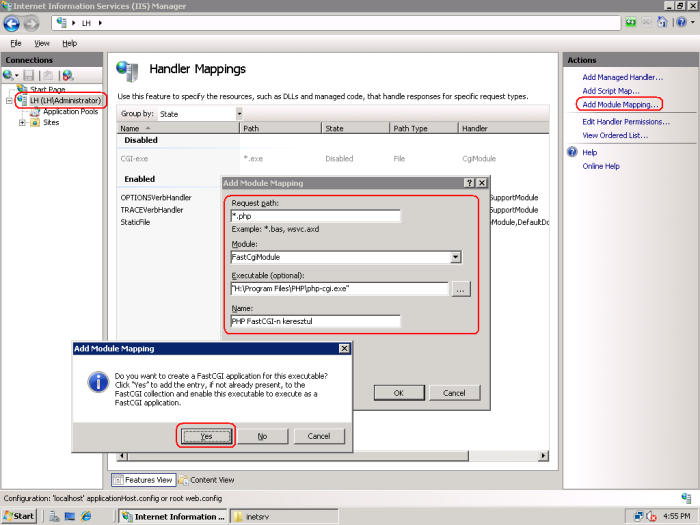 Internet Information Services (IIS) Manager
LH
File View Help
Connections
Start Page
LH (LH\Administrator)
Application Pools
Sites
Handler Mappings
Use this feature to specify the resources, such as DLLs and managed code, that handle responses for specific request types.
Group by: State
Name Path State Path Type Handler
Disabled
CGI-exe *.exe Disabled File CgiModule
Enabled
OPTIONSVerbHandler SupportModule
TRACEVerbHandler SupportModule
StaticFile Module,DefaultDo
Add Module Mapping
Request path:
*.php
Example: *.bas, wsvc.axd
Module:
FastCgiModule
Executable (optional):
"H:\Program Files\PHP\php-cgi.exe"
...
Name:
PHP FastCGI-n keresztul
OK Cancel
Add Module Mapping
Do you want to create a FastCGI application for this executable?
Click "Yes" to add the entry, if not already present, to the
FastCGI collection and enable this executable to execute as a
FastCGI application.
Yes No Cancel
Features View Content View
Actions
Add Managed Handler...
Add Script Map...
Add Module Mapping...
Edit Handler Permissions...
View Ordered List...
Help
Online Help
Configuration: 'localhost' applicationHost.config or root web.config
Start Internet Information ... inetsrv 4:55 PM